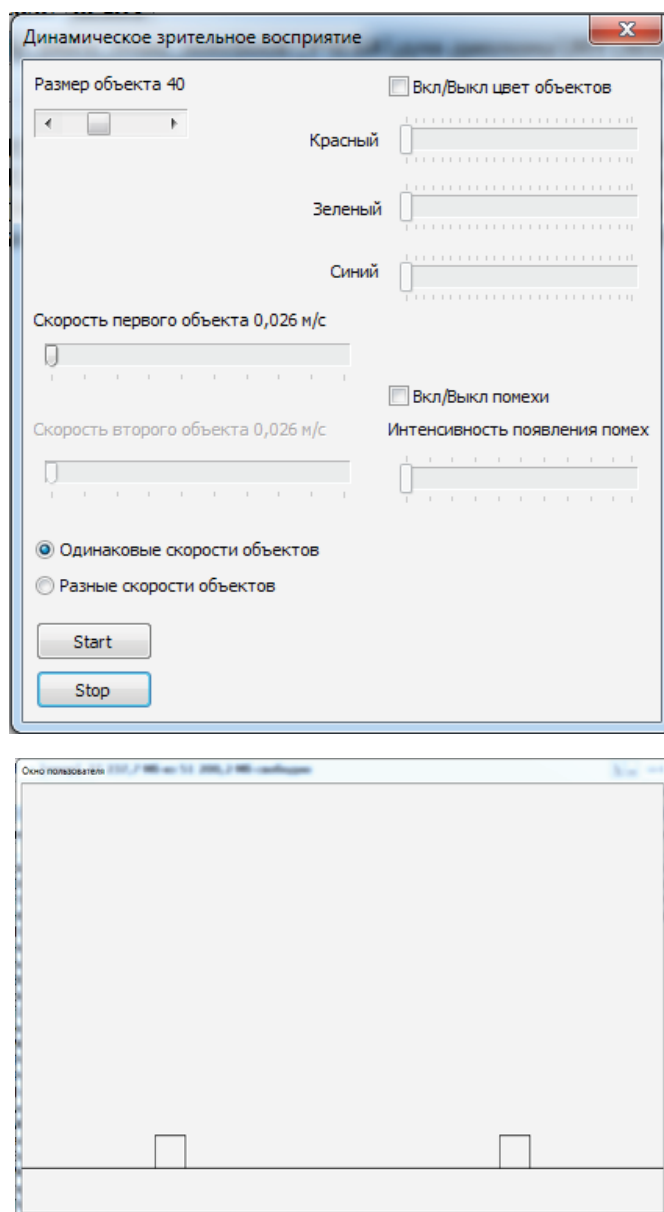 Динамическое зрительное восприятие
Размер объекта 40
Вкл/Выкл цвет объектов
Красный
Зеленый
Синий
Скорость первого объекта 0,026 м/с
Вкл/Выкл помехи
Скорость второго объекта 0,026 м/с
Интенсивность появления помех
Одинаковые скорости объектов
Разные скорости объектов
Start
Stop
Окно пользователя